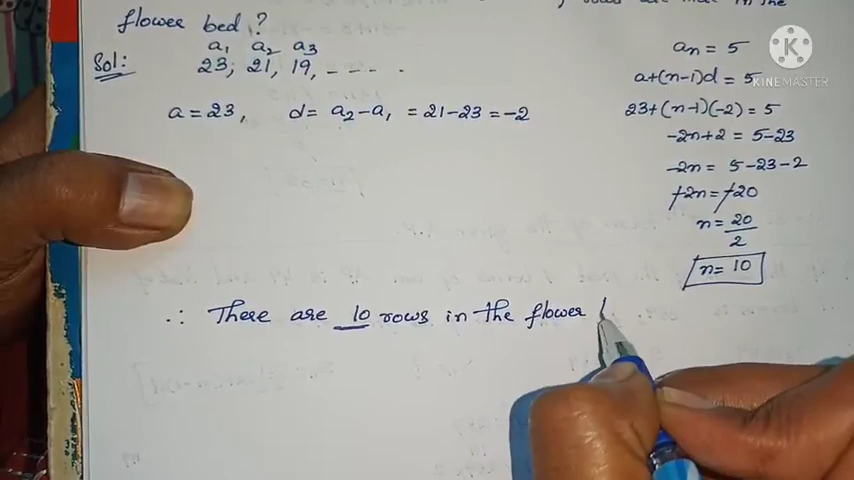 flower bed ?
Sol:
a₁ a₂ a₃
23, 21, 19, - - - - .
a = 23, d = a₂ - a₁ = 21-23 = -2
aₙ = 5
a+(n-1)d = 5
23+(n-1)(-2) = 5
-2n+2 = 5-23
-2n = 5-23-2
-2n = -20
n = 20/2
n = 10
∴ There are 10 rows in the flower
KINEMASTER